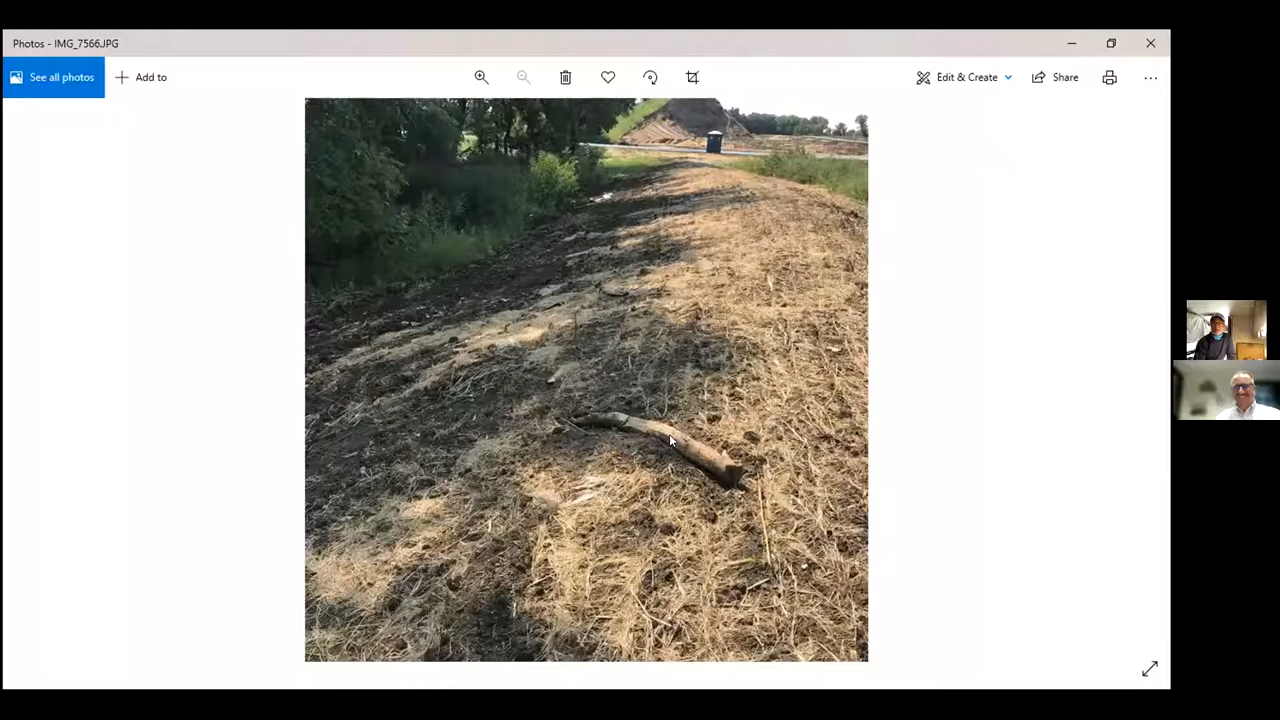 Photos - IMG_7566.JPG
See all photos
Add to
Edit & Create
Share